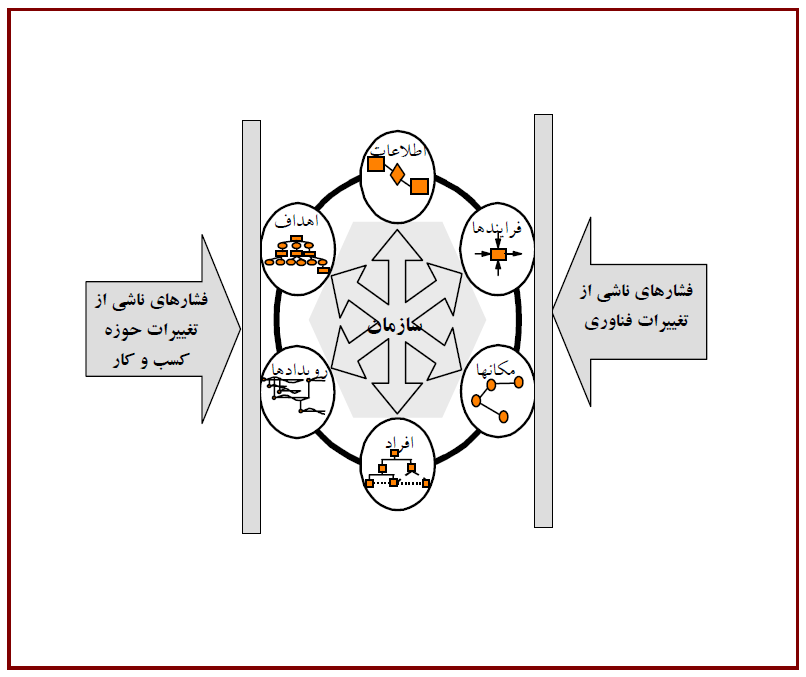 اطلاعات
اهداف
فرایندها
فشارهای ناشی از
تغییرات فناوری
سازمان
فشارهای ناشی از
تغییرات حوزه
کسب و کار
رویدادها
مکانها
افراد